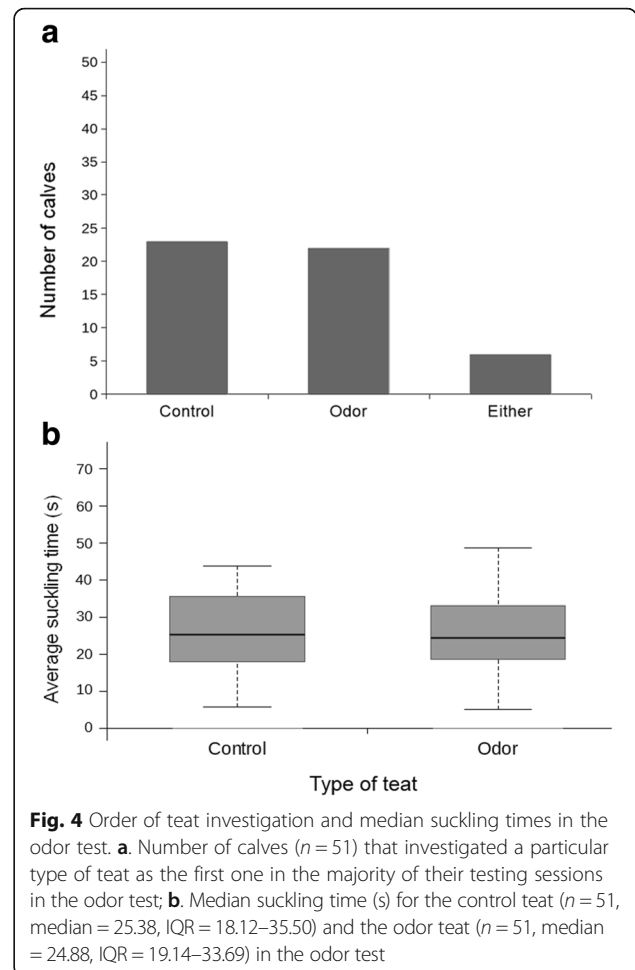 a
50
45
40
35
30
25
20
15
10
5
0
Number of calves
Control Odor Either
b
70
60
50
40
30
20
10
0
Average suckling time (s)
Control Odor
Type of teat
Fig. 4 Order of teat investigation and median suckling times in the
odor test. a. Number of calves (n = 51) that investigated a particular
type of teat as the first one in the majority of their testing sessions
in the odor test; b. Median suckling time (s) for the control teat (n = 51,
median = 25.38, IQR = 18.12–35.50) and the odor teat (n = 51, median
= 24.88, IQR = 19.14–33.69) in the odor test